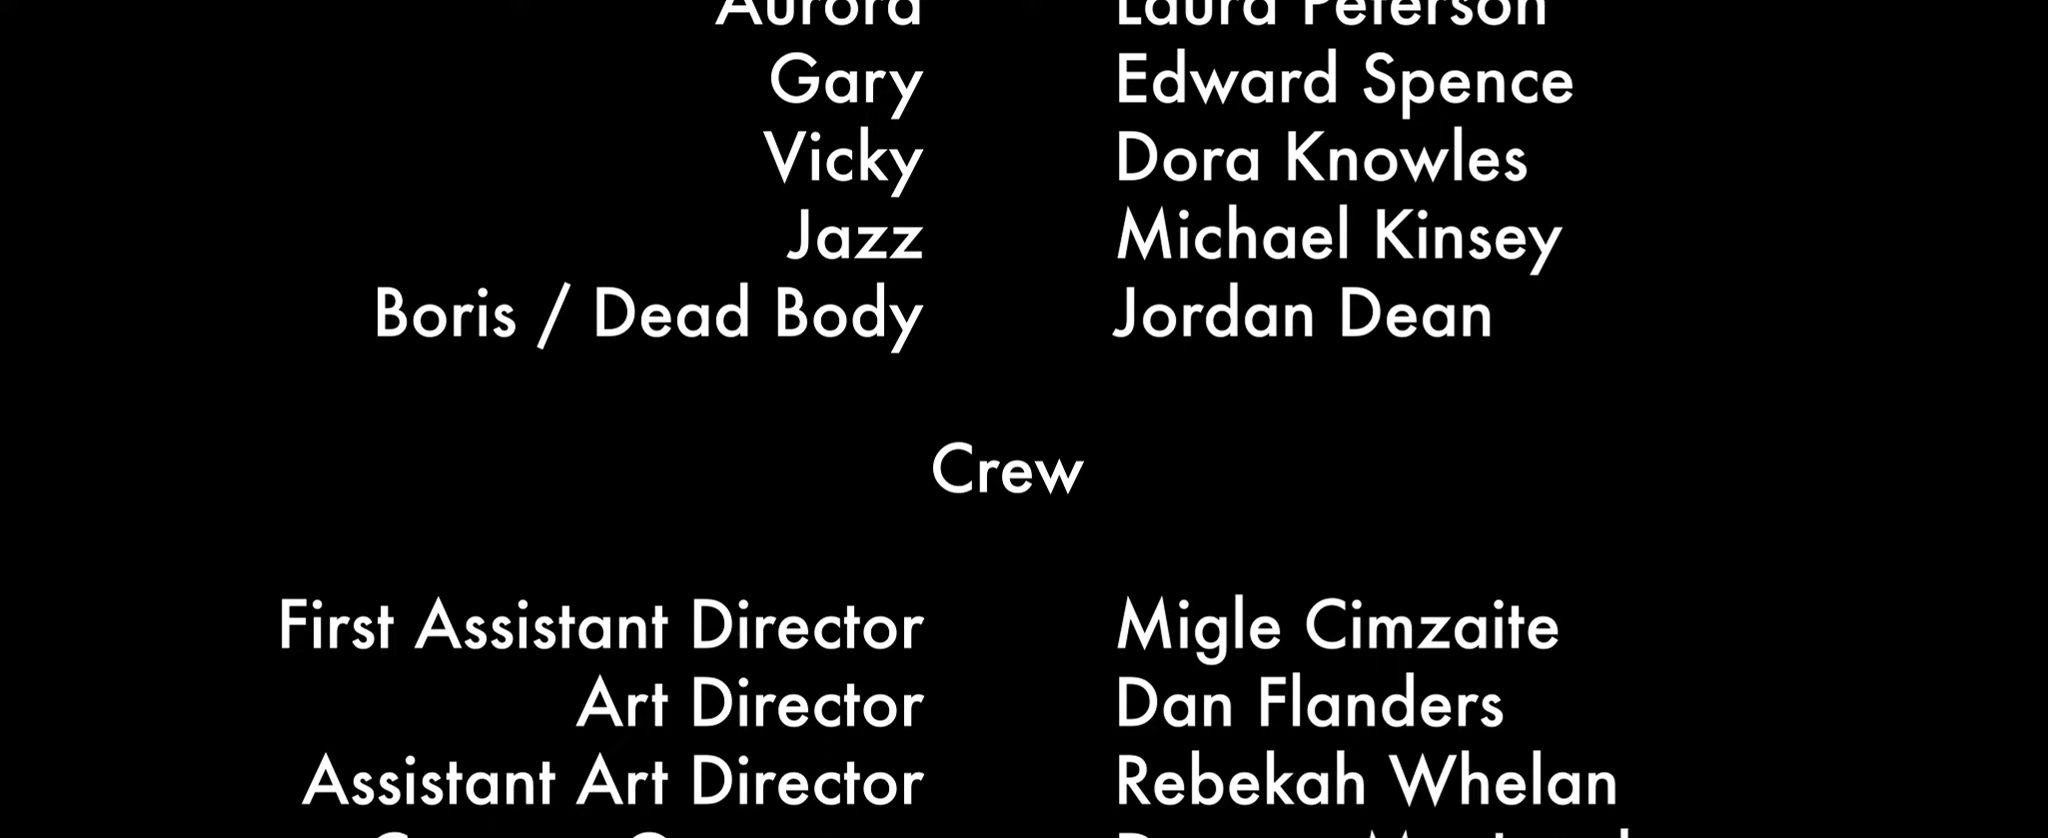 Aurora Laura Peterson
Gary Edward Spence
Vicky Dora Knowles
Jazz Michael Kinsey
Boris / Dead Body Jordan Dean
Crew
First Assistant Director Migle Cimzaite
Art Director Dan Flanders
Assistant Art Director Rebekah Whelan